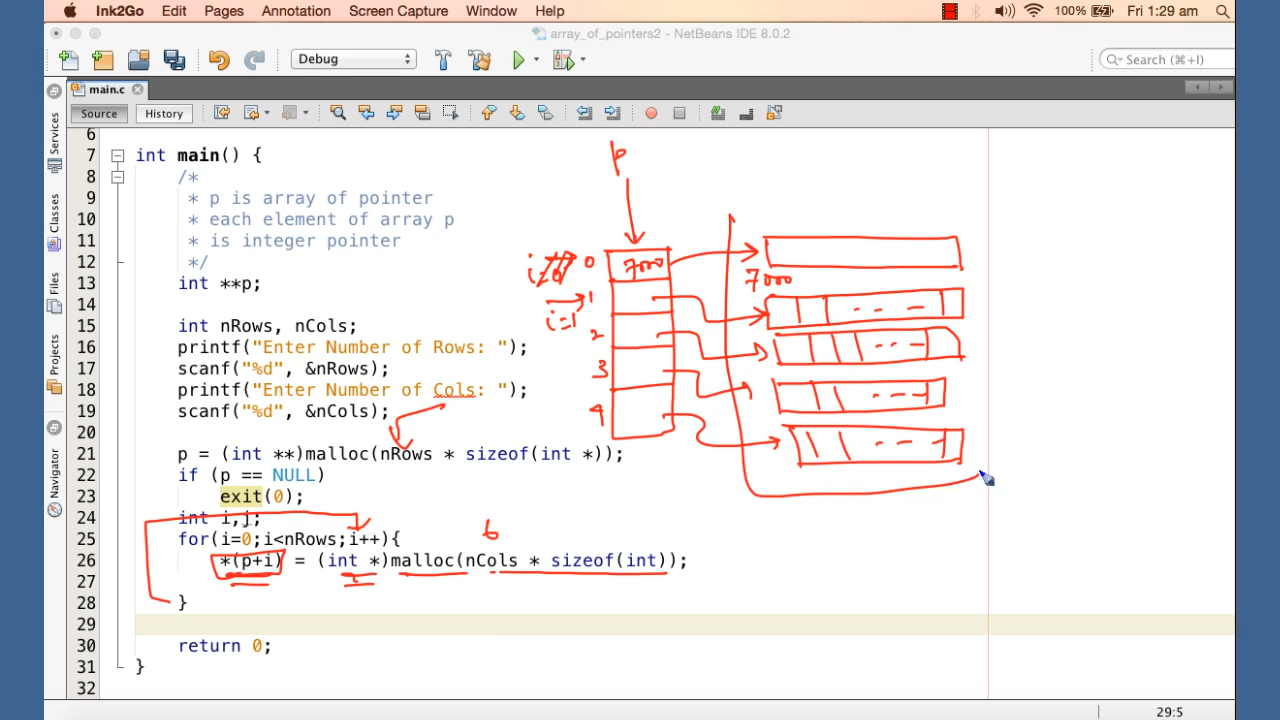 Ink2Go Edit Pages Annotation Screen Capture Window Help 100% Fri 1:29 am
array_of_pointers2 - NetBeans IDE 8.0.2
Debug Search (⌘+I)
main.c
Source History
Services
Classes
Files
Projects
Navigator
6
7 int main() {
8 /*
9 * p is array of pointer
10 * each element of array p
11 * is integer pointer
12 */
13 int **p;
14
15 int nRows, nCols;
16 printf("Enter Number of Rows: ");
17 scanf("%d", &nRows);
18 printf("Enter Number of Cols: ");
19 scanf("%d", &nCols);
20
21 p = (int **)malloc(nRows * sizeof(int *));
22 if (p == NULL)
23 exit(0);
24 int i,j;
25 for(i=0;i<nRows;i++){
26 *(p+i) = (int *)malloc(nCols * sizeof(int));
27
28 }
29
30 return 0;
31 }
32
p
i=0 0 7000
7000
1
i=1
2
3
4
6
29:5